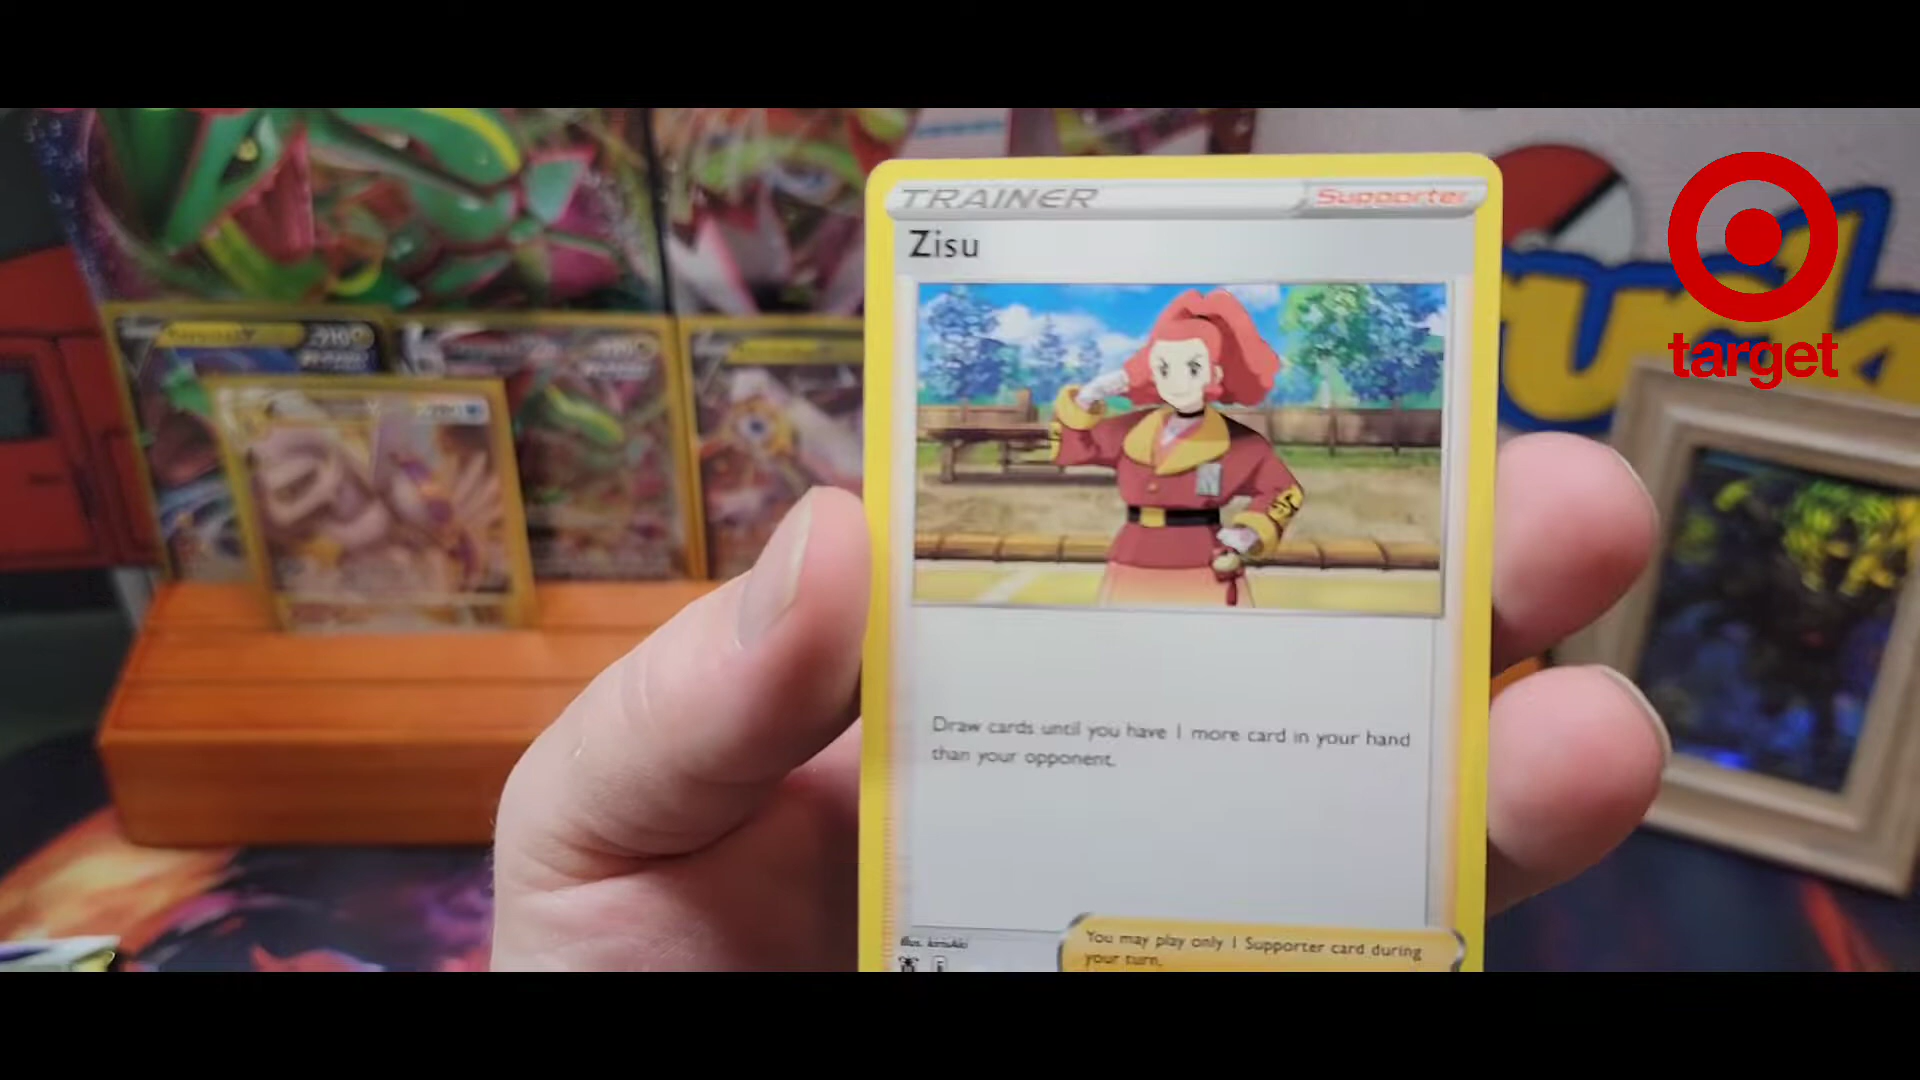 TRAINER
Supporter
Zisu
target
Draw cards until you have 1 more card in your hand
than your opponent.
Illus.
You may play only 1 Supporter card during
your turn.